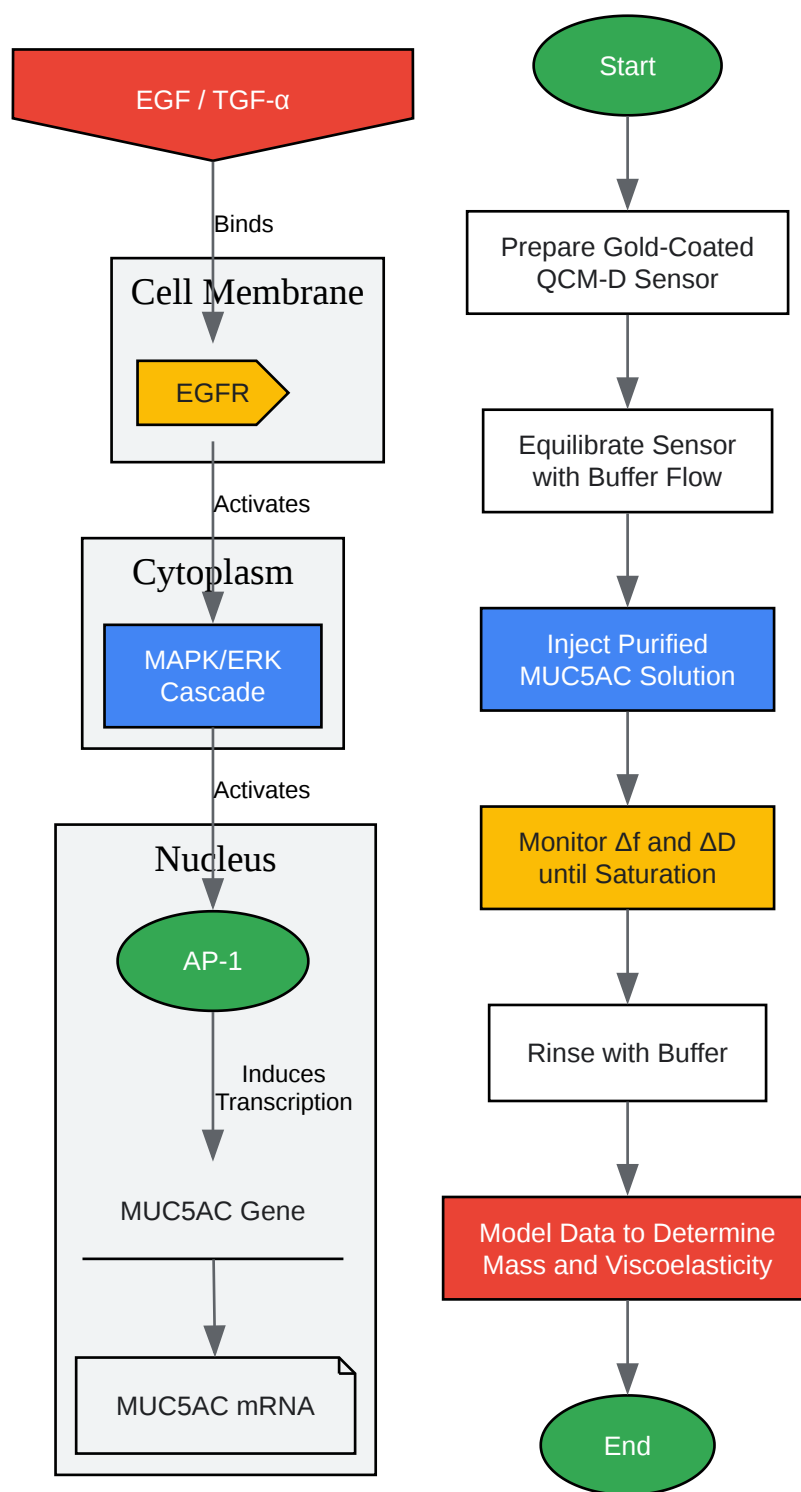 EGF / TGF-α
Binds
Cell Membrane
EGFR
Activates
Cytoplasm
MAPK/ERK
Cascade
Activates
Nucleus
AP-1
Induces
Transcription
MUC5AC Gene
MUC5AC mRNA
Start
Prepare Gold-Coated
QCM-D Sensor
Equilibrate Sensor
with Buffer Flow
Inject Purified
MUC5AC Solution
Monitor Δf and ΔD
until Saturation
Rinse with Buffer
Model Data to Determine
Mass and Viscoelasticity
End